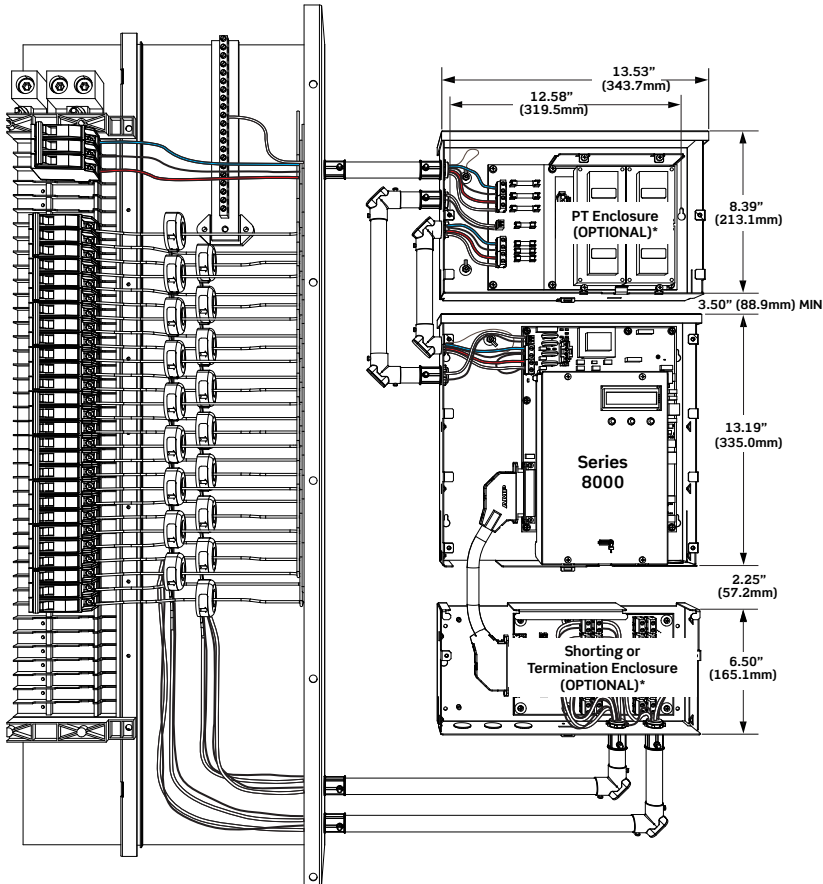 13.53”
(343.7mm)
12.58”
(319.5mm)
PT Enclosure
(OPTIONAL)*
8.39”
(213.1mm)
3.50” (88.9mm) MIN
13.19”
(335.0mm)
Series
8000
AMP
2.25”
(57.2mm)
Shorting or
Termination Enclosure
(OPTIONAL)*
6.50”
(165.1mm)